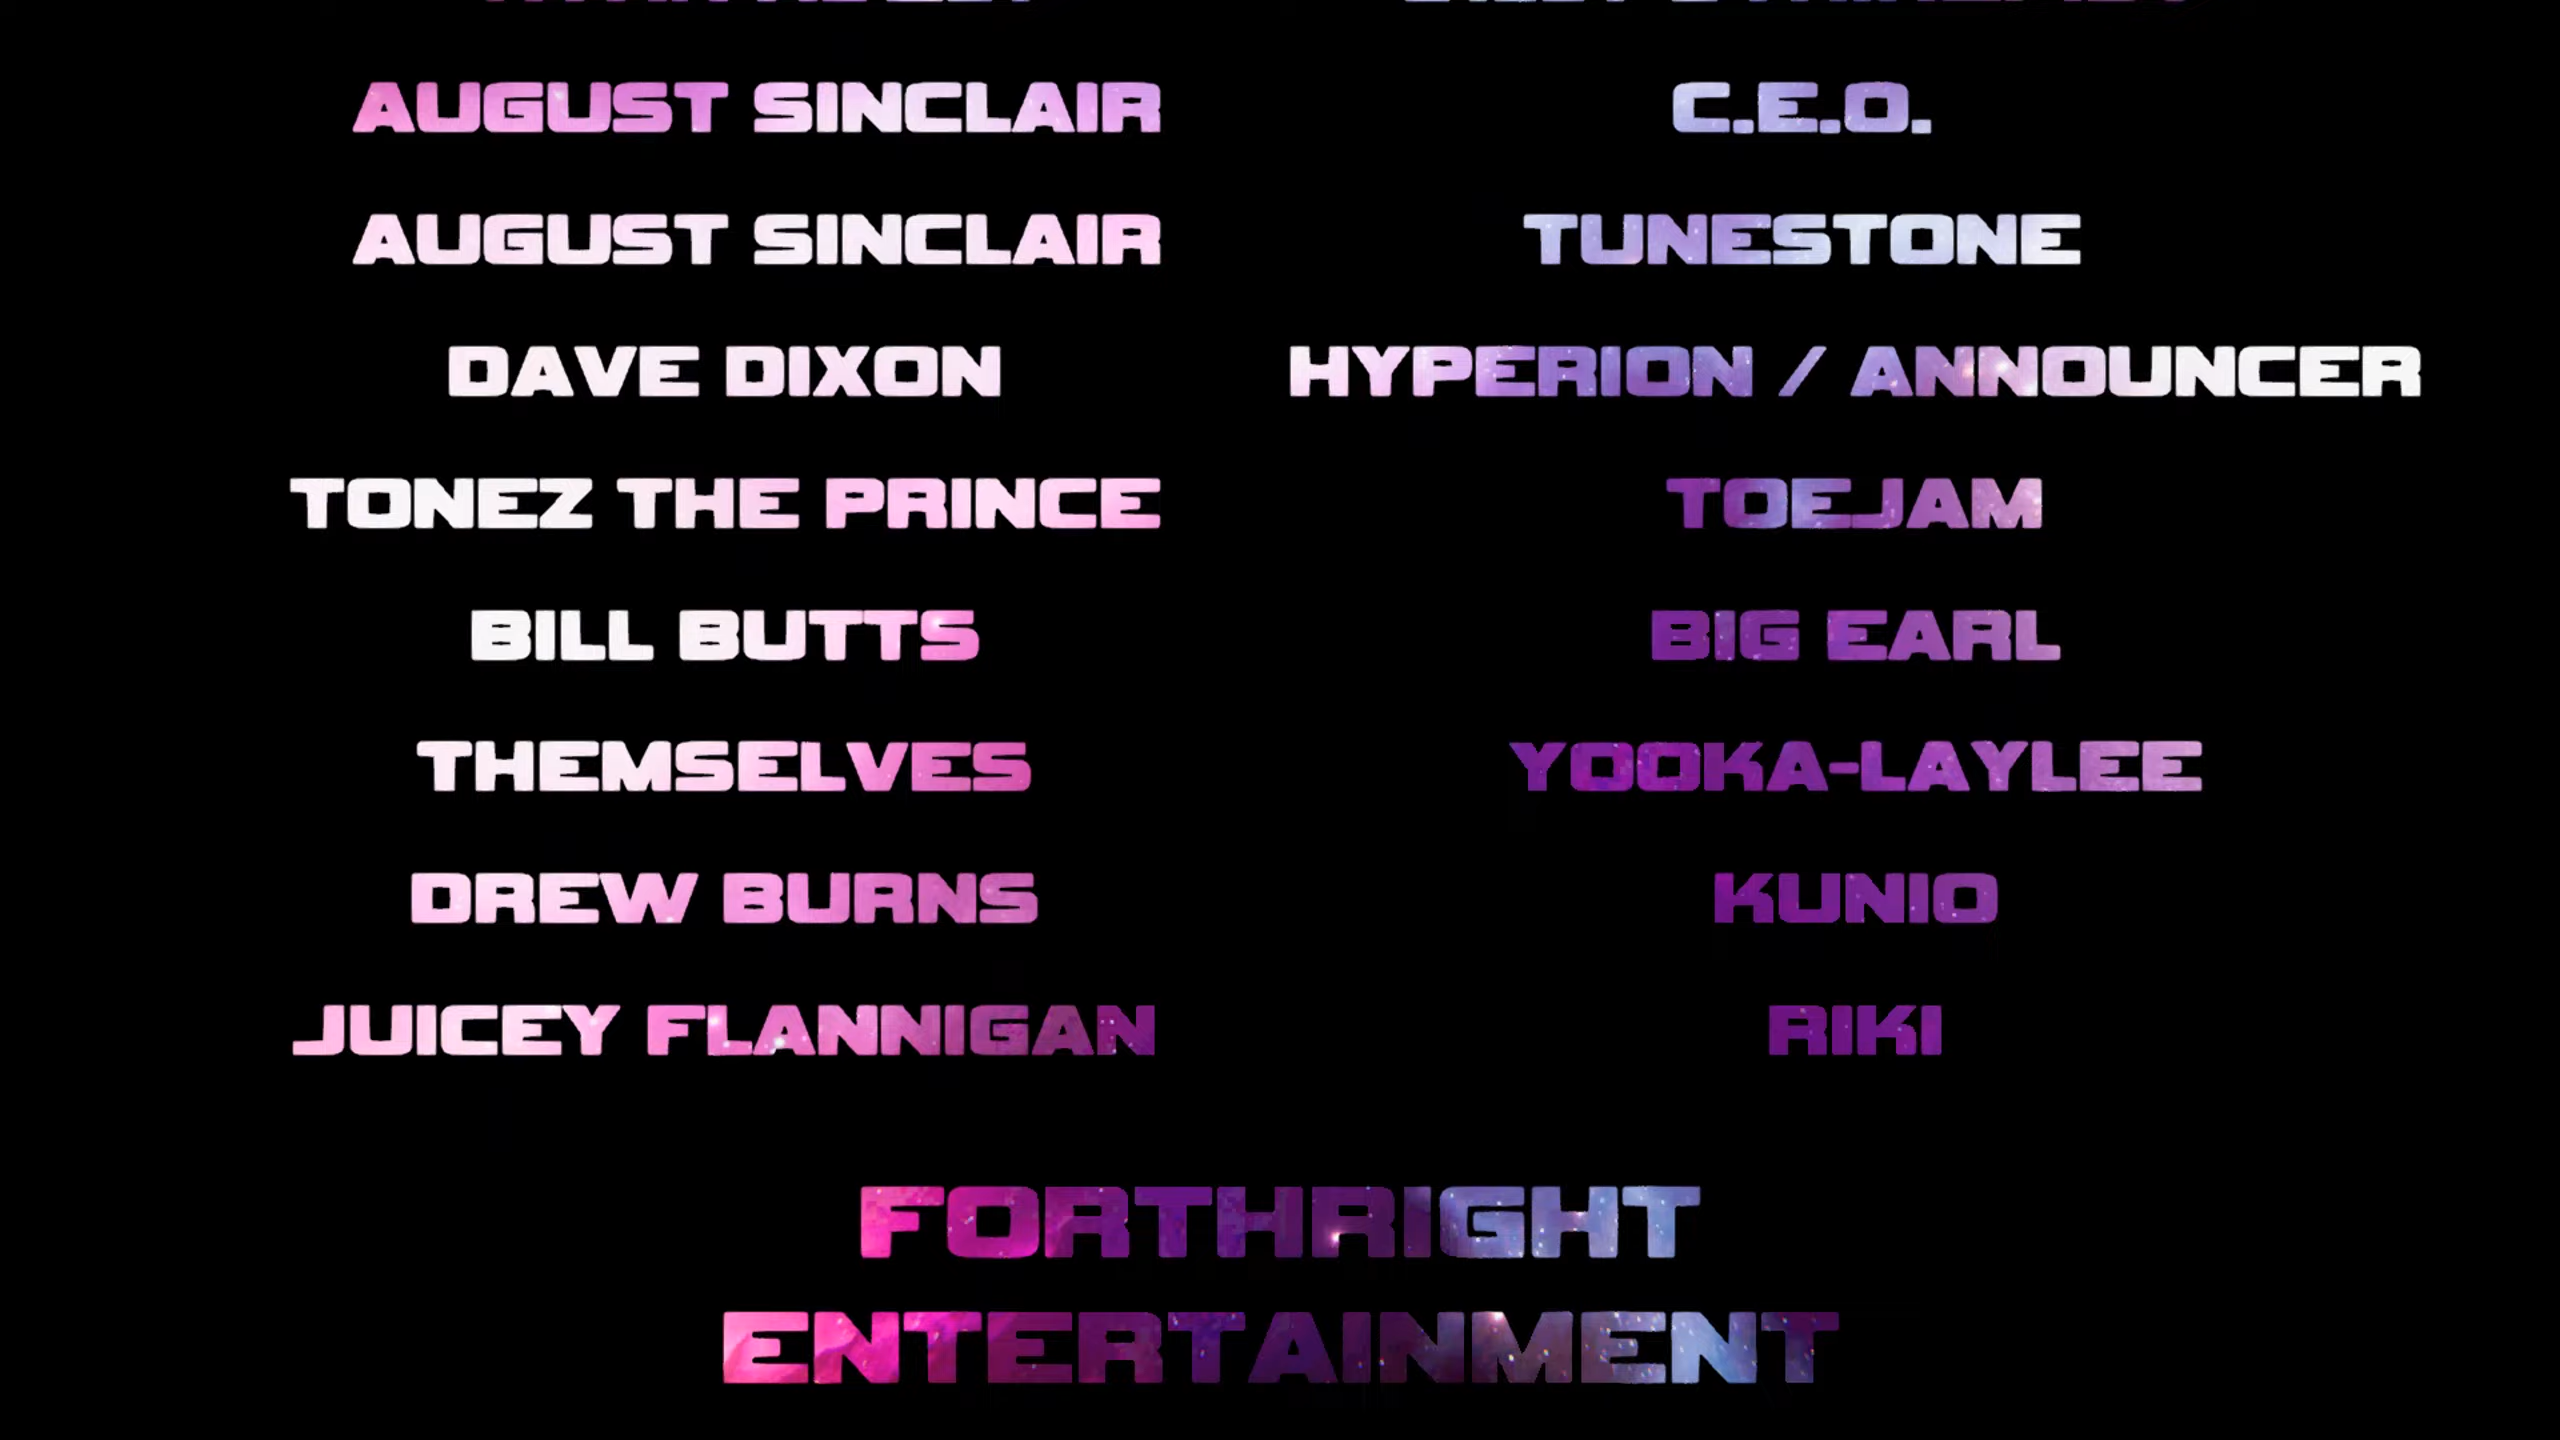 AUGUST SINCLAIR C.E.O.
AUGUST SINCLAIR TUNESTONE
DAVE DIXON HYPERION / ANNOUNCER
TONEZ THE PRINCE TOEJAM
BILL BUTTS BIG EARL
THEMSELVES YOOKA-LAYLEE
DREW BURNS KUNIO
JUICEY FLANNIGAN RIKI
FORTHRIGHT
ENTERTAINMENT